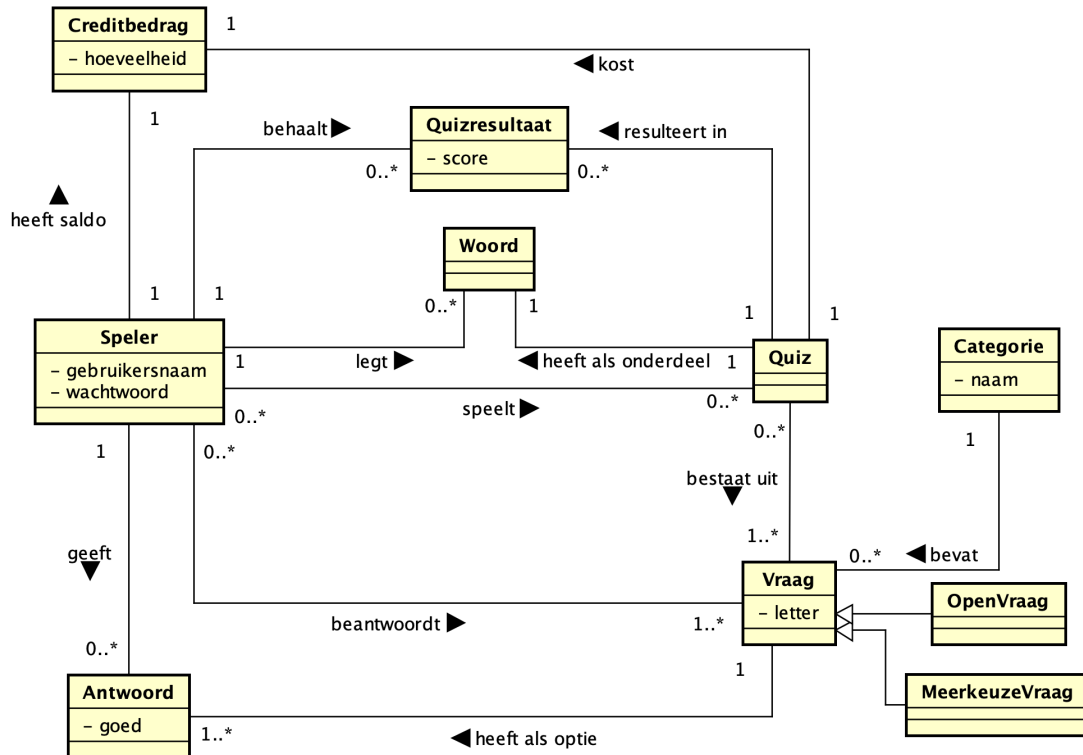 Creditbedrag
1
- hoeveelheid
kost
1
behaalt
Quizresultaat
resulteert in
- score
0..*
0..*
heeft saldo
Woord
0..*
1
1
1
1
1
Speler
1
legt
heeft als onderdeel
1
Quiz
Categorie
- gebruikersnaam
- wachtwoord
- naam
0..*
speelt
0..*
1
0..*
0..*
1
bestaat uit
1..*
geeft
0..*
bevat
Vraag
- letter
OpenVraag
beantwoordt
1..*
0..*
1
Antwoord
MeerkeuzeVraag
- goed
1..*
heeft als optie